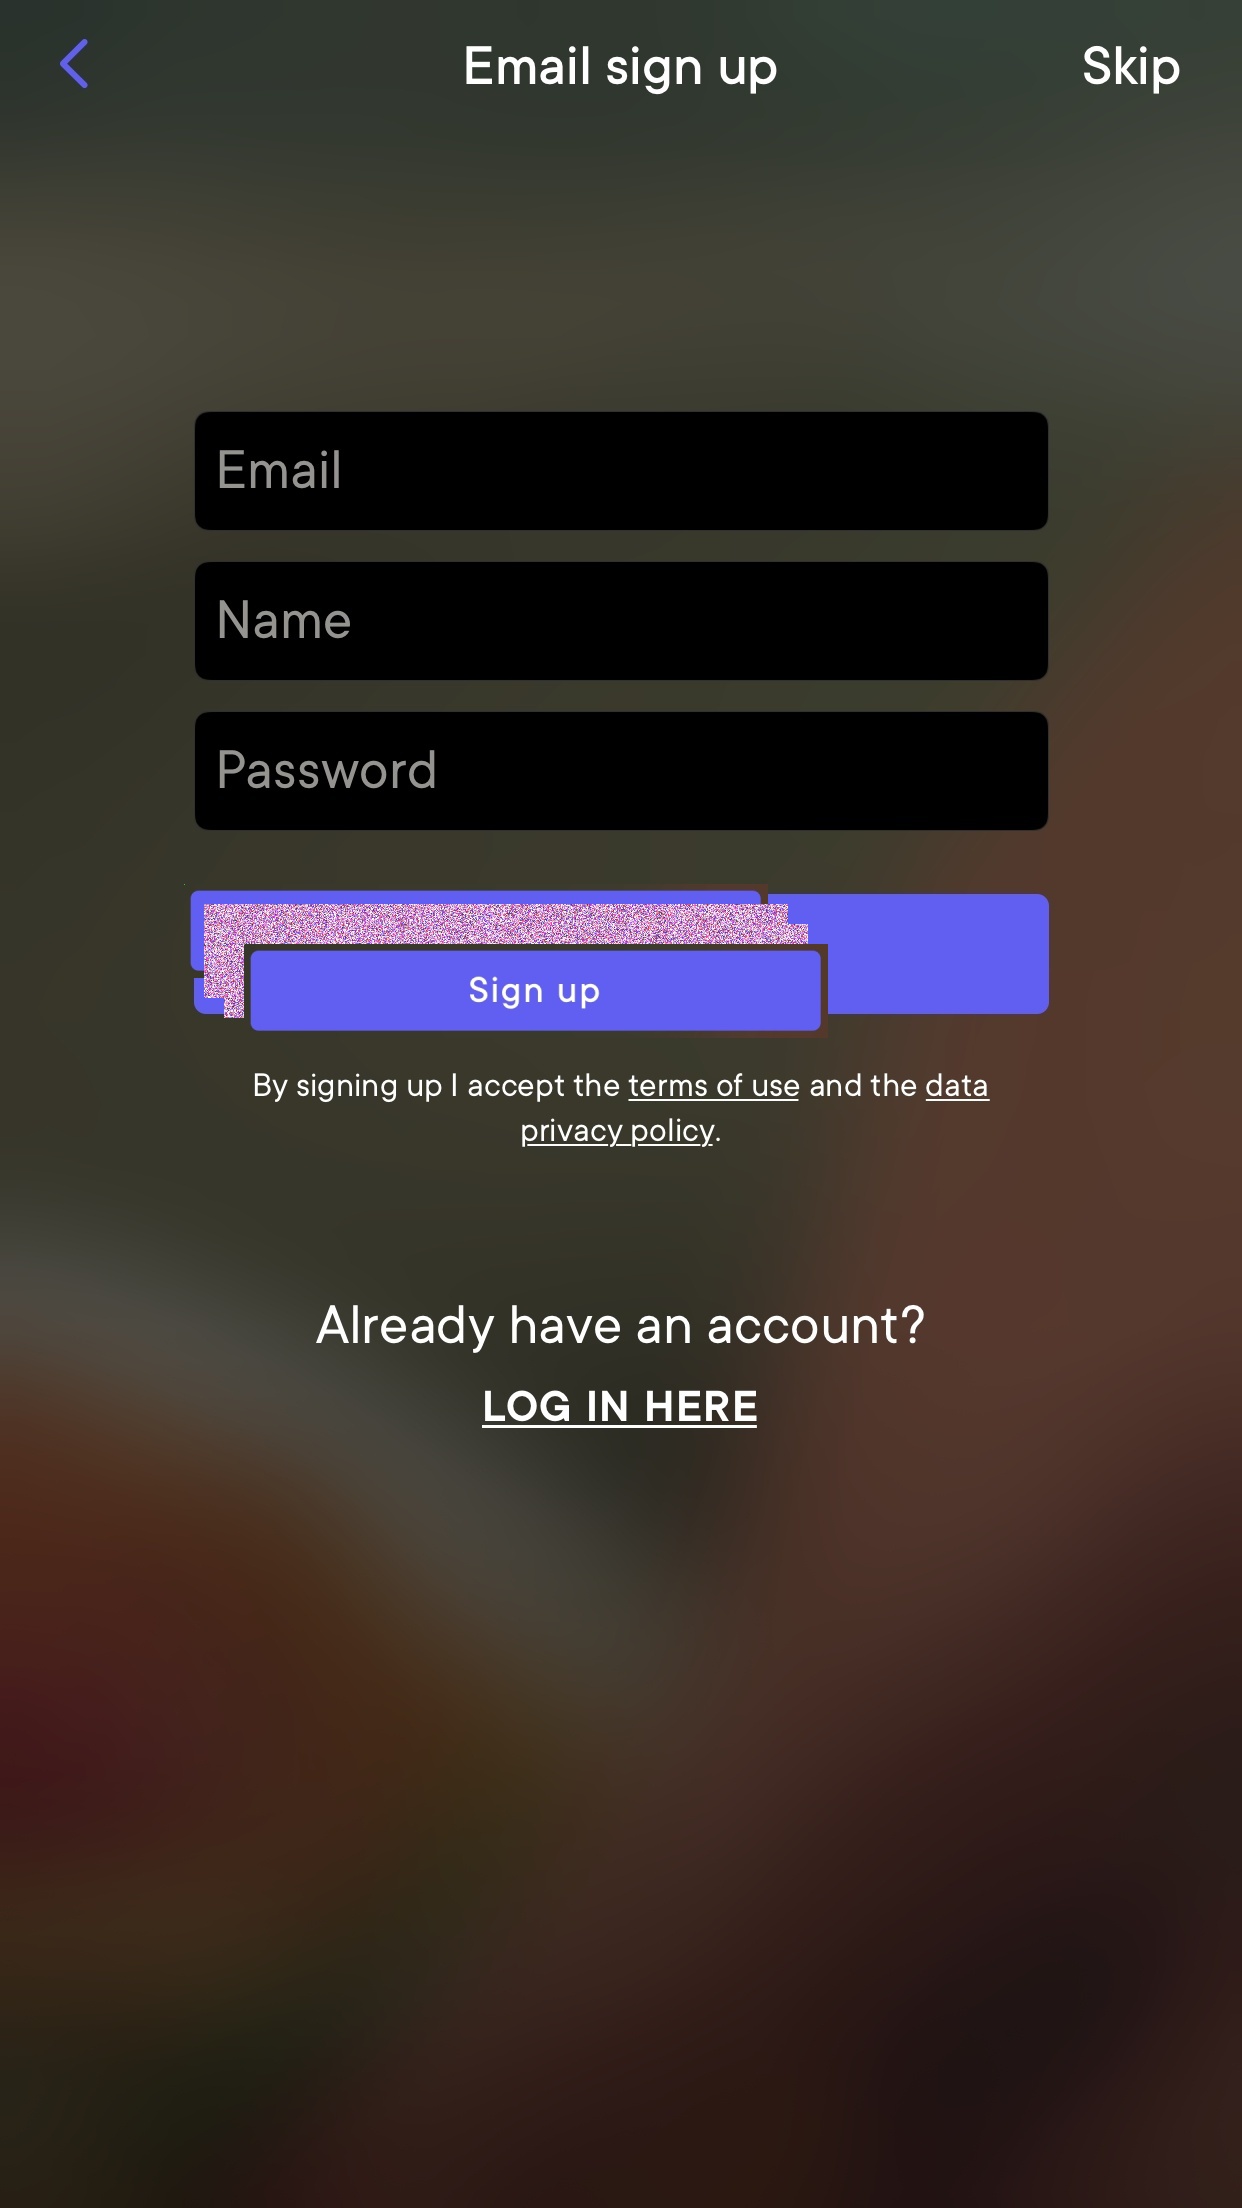 Email sign up
Skip
Email
Name
Password
Sign up
By signing up I accept the terms of use and the data
privacy policy.
Already have an account?
LOG IN HERE